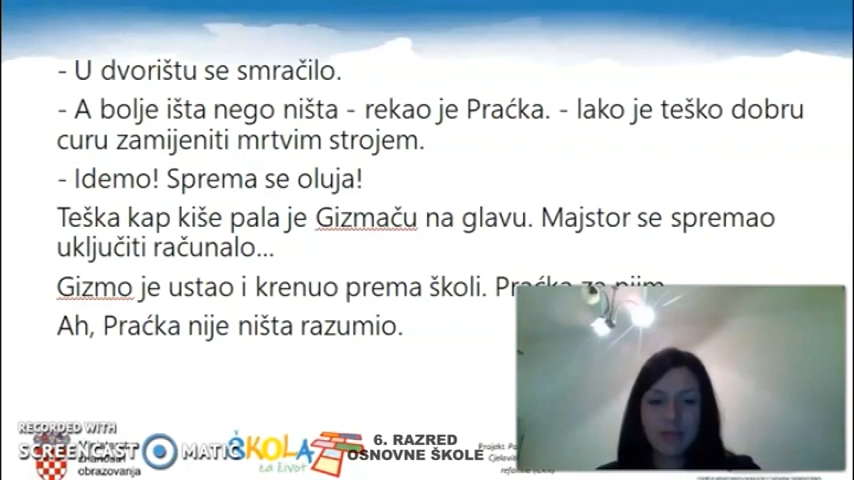 - U dvorištu se smračilo.
- A bolje išta nego ništa - rekao je Praćka. - Iako je teško dobru
curu zamijeniti mrtvim strojem.
- Idemo! Sprema se oluja!
Teška kap kiše pala je Gizmaču na glavu. Majstor se spremao
uključiti računalo...
Gizmo je ustao i krenuo prema školi. Praćka za njim.
Ah, Praćka nije ništa razumio.
RECORDED WITH
SCREENCAST MATIC
Ministarstvo
znanosti i
obrazovanja
ŠKOLA
za život
6. RAZRED
OSNOVNE ŠKOLE
Projekt